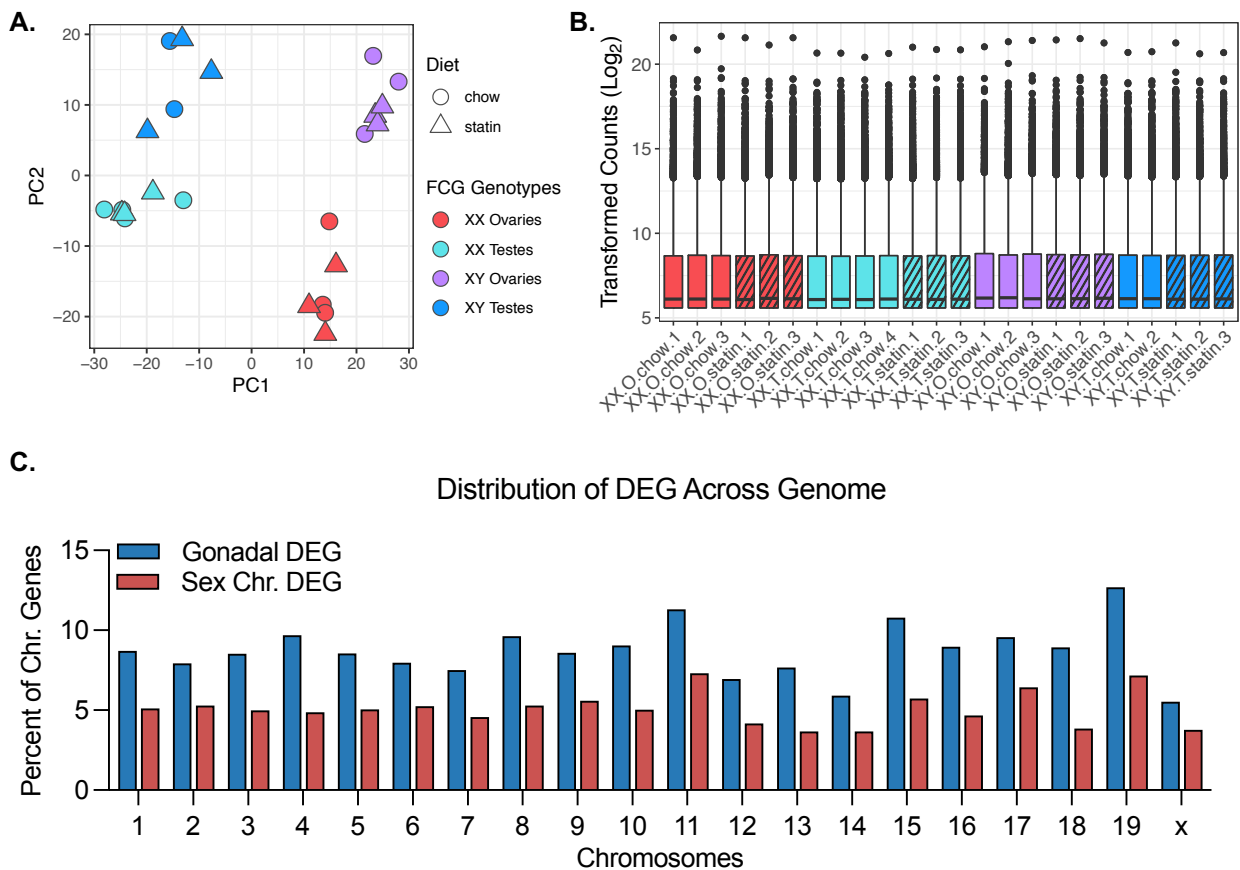 A.
20
10
0
−10
−20
PC2
−30
−20
−10
0
10
20
30
PC1
Diet
chow
statin
FCG Genotypes
XX Ovaries
XX Testes
XY Ovaries
XY Testes
B.
Transformed Counts (Log2)
20
15
10
5
XX.O.chow.1
XX.O.chow.2
XX.O.chow.3
XX.O.statin.1
XX.O.statin.2
XX.O.statin.3
XX.T.chow.1
XX.T.chow.2
XX.T.chow.3
XX.T.chow.4
XX.T.statin.1
XX.T.statin.2
XX.T.statin.3
XY.O.chow.1
XY.O.chow.2
XY.O.chow.3
XY.O.statin.1
XY.O.statin.2
XY.O.statin.3
XY.T.chow.1
XY.T.chow.2
XY.T.statin.1
XY.T.statin.2
XY.T.statin.3
C.
Distribution of DEG Across Genome
Gonadal DEG
Sex Chr. DEG
Percent of Chr. Genes
15
10
5
0
1 2 3 4 5 6 7 8 9 10 11 12 13 14 15 16 17 18 19 x
Chromosomes